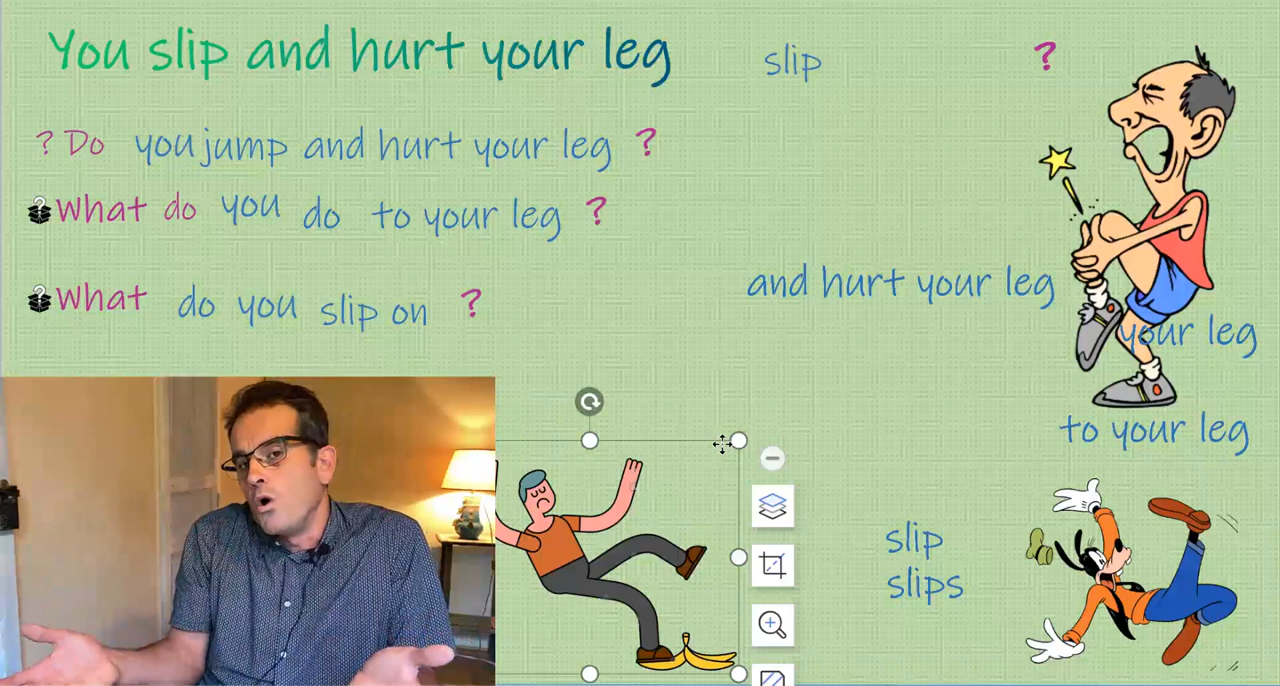 You slip and hurt your leg
? Do you jump and hurt your leg ?
What do you do to your leg ?
What do you slip on ?
slip ?
and hurt your leg
your leg
to your leg
slip
slips